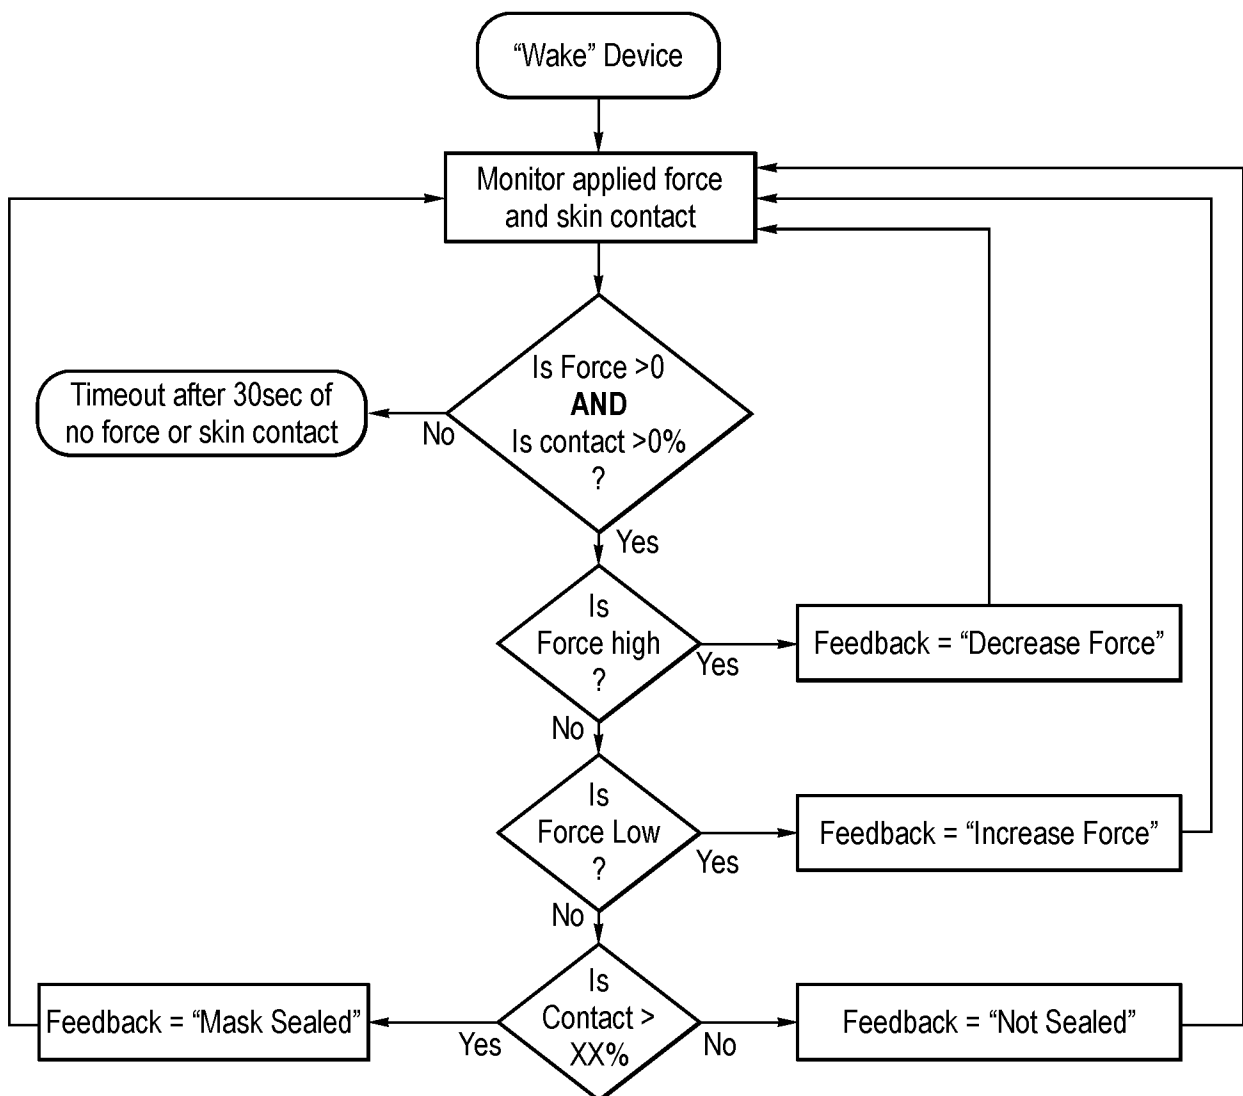 “Wake” Device
Monitor applied force
and skin contact
Is Force >0
AND
Is contact >0%
?
Timeout after 30sec of
no force or skin contact
No
Yes
Is
Force high
?
Yes
Feedback = “Decrease Force”
No
Is
Force Low
?
Yes
Feedback = “Increase Force”
No
Is
Contact >
XX%
Yes
Feedback = “Mask Sealed”
No
Feedback = “Not Sealed”